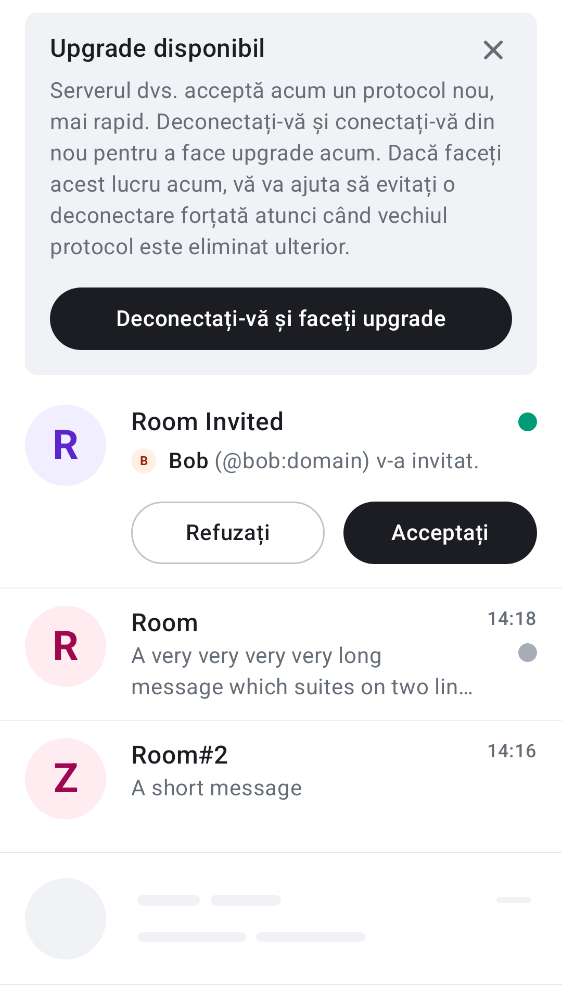 Upgrade disponibil
Serverul dvs. acceptă acum un protocol nou,
mai rapid. Deconectați-vă și conectați-vă din
nou pentru a face upgrade acum. Dacă faceți
acest lucru acum, vă va ajuta să evitați o
deconectare forțată atunci când vechiul
protocol este eliminat ulterior.
Deconectați-vă și faceți upgrade
R
Room Invited
B Bob (@bob:domain) v-a invitat.
Refuzați
Acceptați
R
Room
14:18
A very very very very long
message which suites on two lin…
Z
Room#2
14:16
A short message